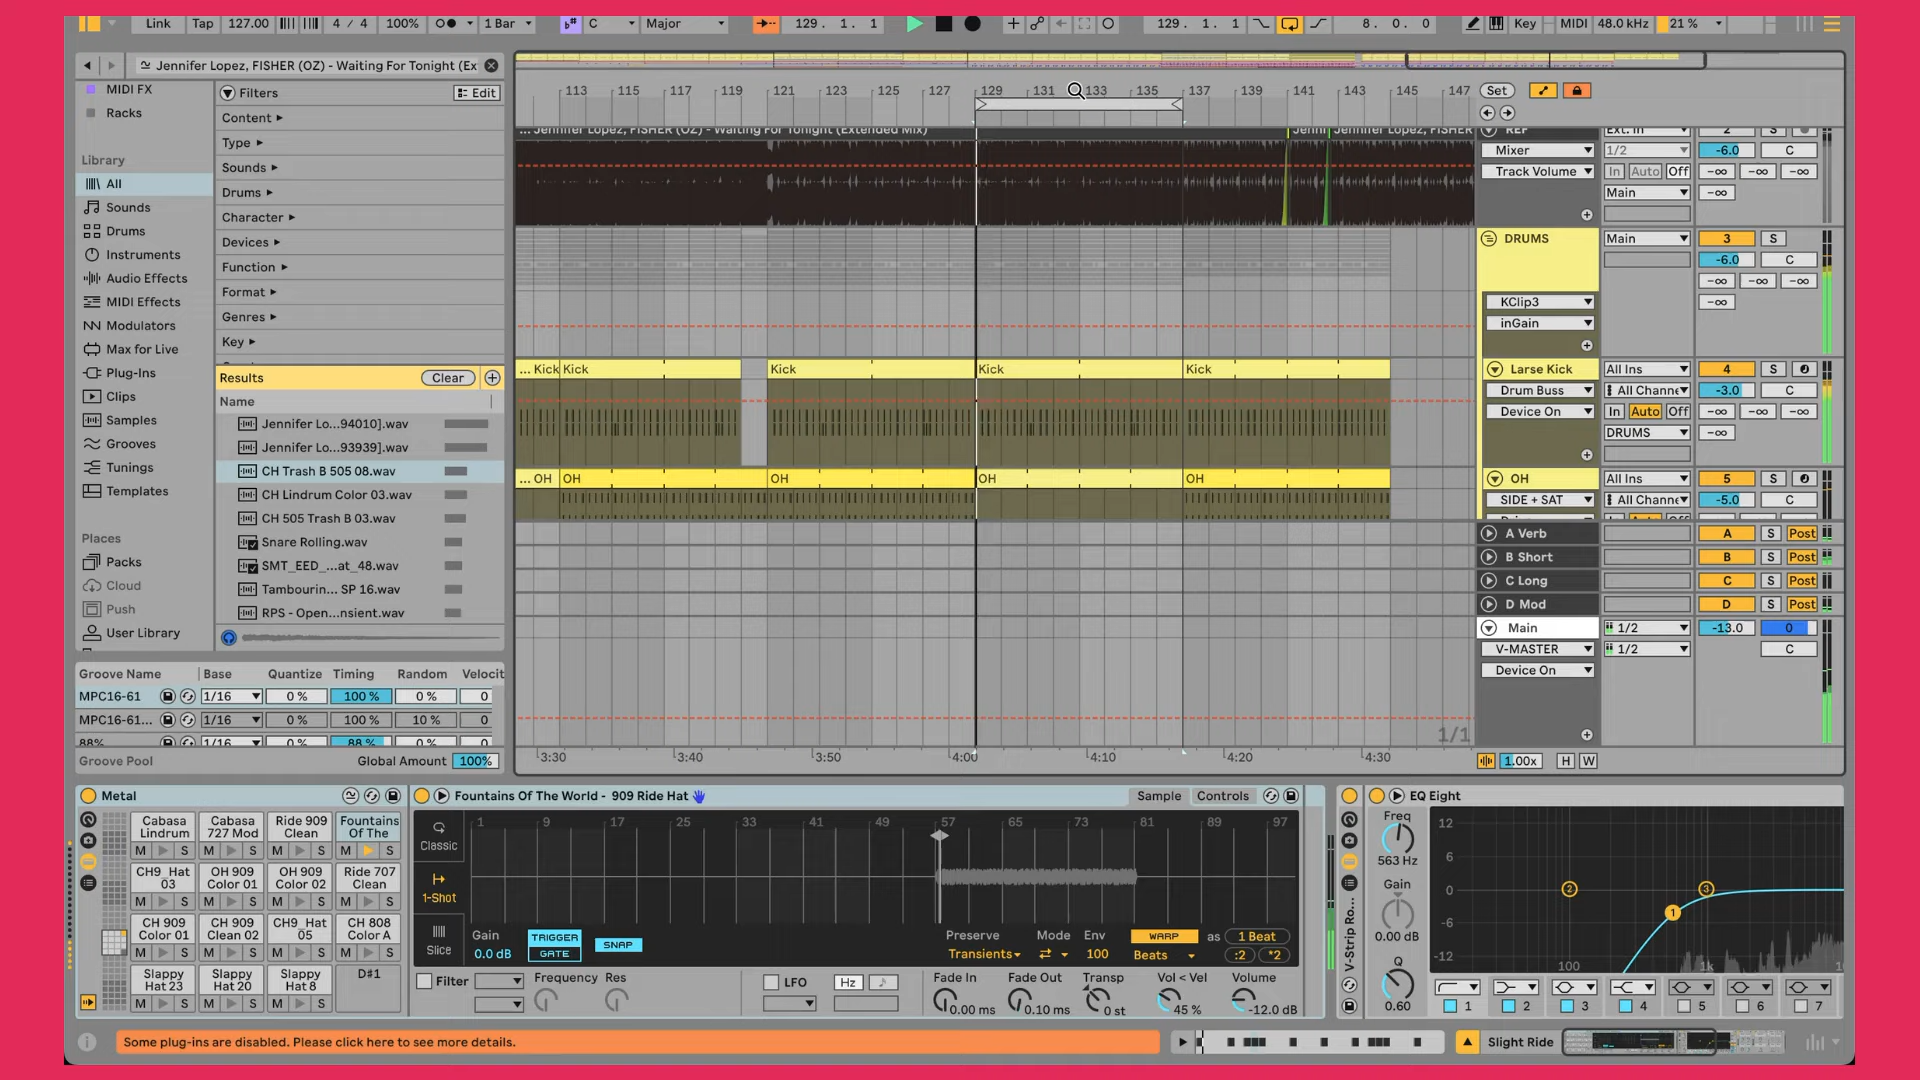 Link Tap 127.00 4 / 4 100% 1 Bar C Major 129. 1. 1 129. 1. 1 8. 0. 0 Key MIDI 48.0 kHz 21 %
Jennifer Lopez, FISHER (OZ) - Waiting For Tonight (Ex
MIDI FX
Racks
Library
All
Sounds
Drums
Instruments
Audio Effects
MIDI Effects
Modulators
Max for Live
Plug-Ins
Clips
Samples
Grooves
Tunings
Templates
Places
Packs
Cloud
Push
User Library
Filters Edit
Content
Type
Sounds
Drums
Character
Devices
Function
Format
Genres
Key
Results Clear
Name
Jennifer Lo...94010].wav
Jennifer Lo...93939].wav
CH Trash B 505 08.wav
CH Lindrum Color 03.wav
CH 505 Trash B 03.wav
Snare Rolling.wav
SMT_EED_...at_48.wav
Tambourin... SP 16.wav
RPS - Open...nsient.wav
Groove Name Base Quantize Timing Random Velocit
MPC16-61 1/16 0 % 100 % 0 % 0
MPC16-61... 1/16 0 % 100 % 10 % 0
88% 1/16 0 % 88 % 0 % 0
Groove Pool Global Amount 100%
113 115 117 119 121 123 125 127 129 131 133 135 137 139 141 143 145 147
... Jennifer Lopez, FISHER (OZ) - Waiting For Tonight (Extended Mix) Jenni Jennifer Lopez, FISHER
... Kick Kick Kick Kick Kick
... OH OH OH OH OH
1/1
3:30 3:40 3:50 4:00 4:10 4:20 4:30
Set
REF Ext. In 2 S
Mixer 1/2 -6.0 C
Track Volume In Auto Off -∞ -∞ -∞
Main -∞
DRUMS Main 3 S
-6.0 C
-∞ -∞ -∞
KClip3 -∞
inGain
Larse Kick All Ins 4 S
Drum Buss All Channe -3.0 C
Device On In Auto Off -∞ -∞ -∞
DRUMS -∞
OH All Ins 5 S
SIDE + SAT All Channe -5.0 C
A Verb A S Post
B Short B S Post
C Long C S Post
D Mod D S Post
Main 1/2 -13.0 0
V-MASTER 1/2 C
Device On
1.00x H W
Metal
Cabasa Lindrum Cabasa 727 Mod Ride 909 Clean Fountains Of The
M S M S M S M S
CH9_Hat 03 OH 909 Color 01 OH 909 Color 02 Ride 707 Clean
M S M S M S M S
CH 909 Color 01 CH 909 Clean 02 CH9_Hat 05 CH 808 Color A
M S M S M S M S
Slappy Hat 23 Slappy Hat 20 Slappy Hat 8 D#1
M S M S M S
Fountains Of The World - 909 Ride Hat Sample Controls
1 9 17 25 33 41 49 57 65 73 81 89 97
Classic
1-Shot
Slice
Gain TRIGGER SNAP Preserve Mode Env WARP as 1 Beat
0.0 dB GATE Transients 100 Beats :2 *2
Filter Frequency Res LFO Hz Fade In Fade Out Transp Vol < Vel Volume
0.00 ms 0.10 ms 0 st 45 % -12.0 dB
V-Strip Ro...
EQ Eight
Freq
563 Hz
Gain
0.00 dB
Q
0.60
12
6
0
-6
-12
2 3
1
100 1k
1 2 3 4 5 6 7
Some plug-ins are disabled. Please click here to see more details.
Slight Ride